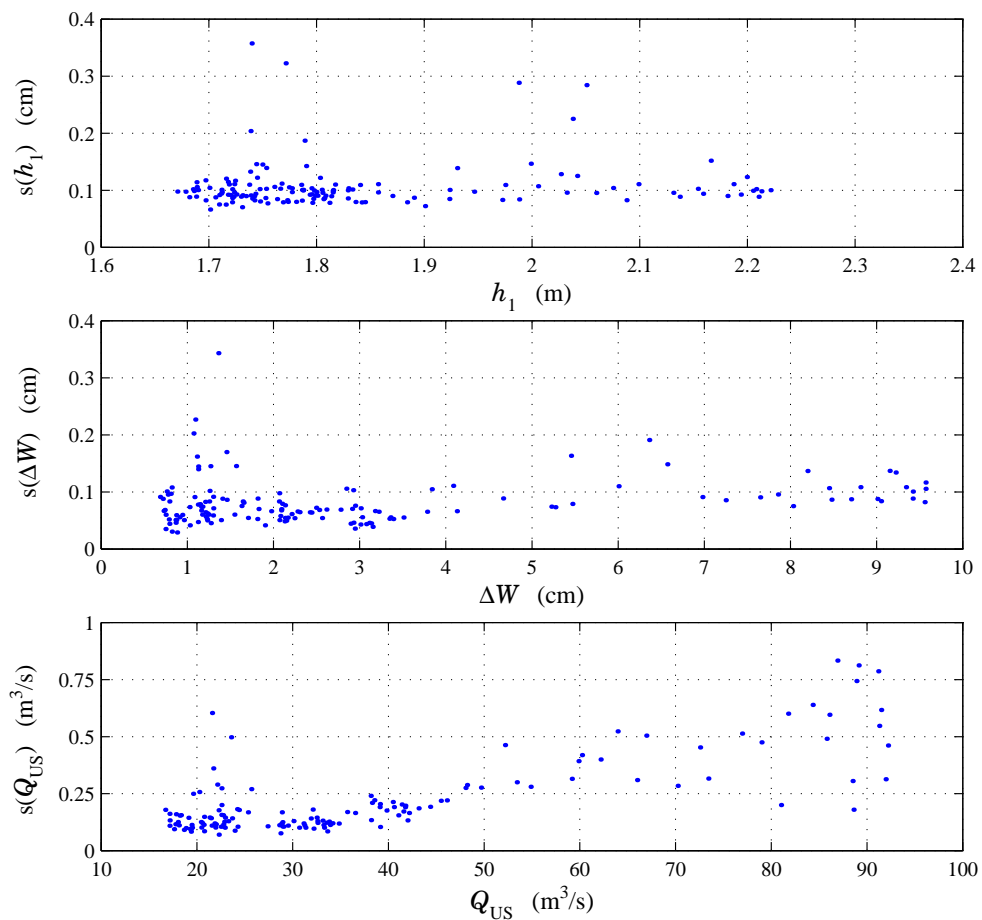 0.4
0.3
0.2
0.1
0
s(h₁) (cm)
1.6 1.7 1.8 1.9 2 2.1 2.2 2.3 2.4
h₁ (m)
0.4
0.3
0.2
0.1
0
s(ΔW) (cm)
0 1 2 3 4 5 6 7 8 9 10
ΔW (cm)
1
0.75
0.5
0.25
0
s(Q_US) (m³/s)
10 20 30 40 50 60 70 80 90 100
Q_US (m³/s)